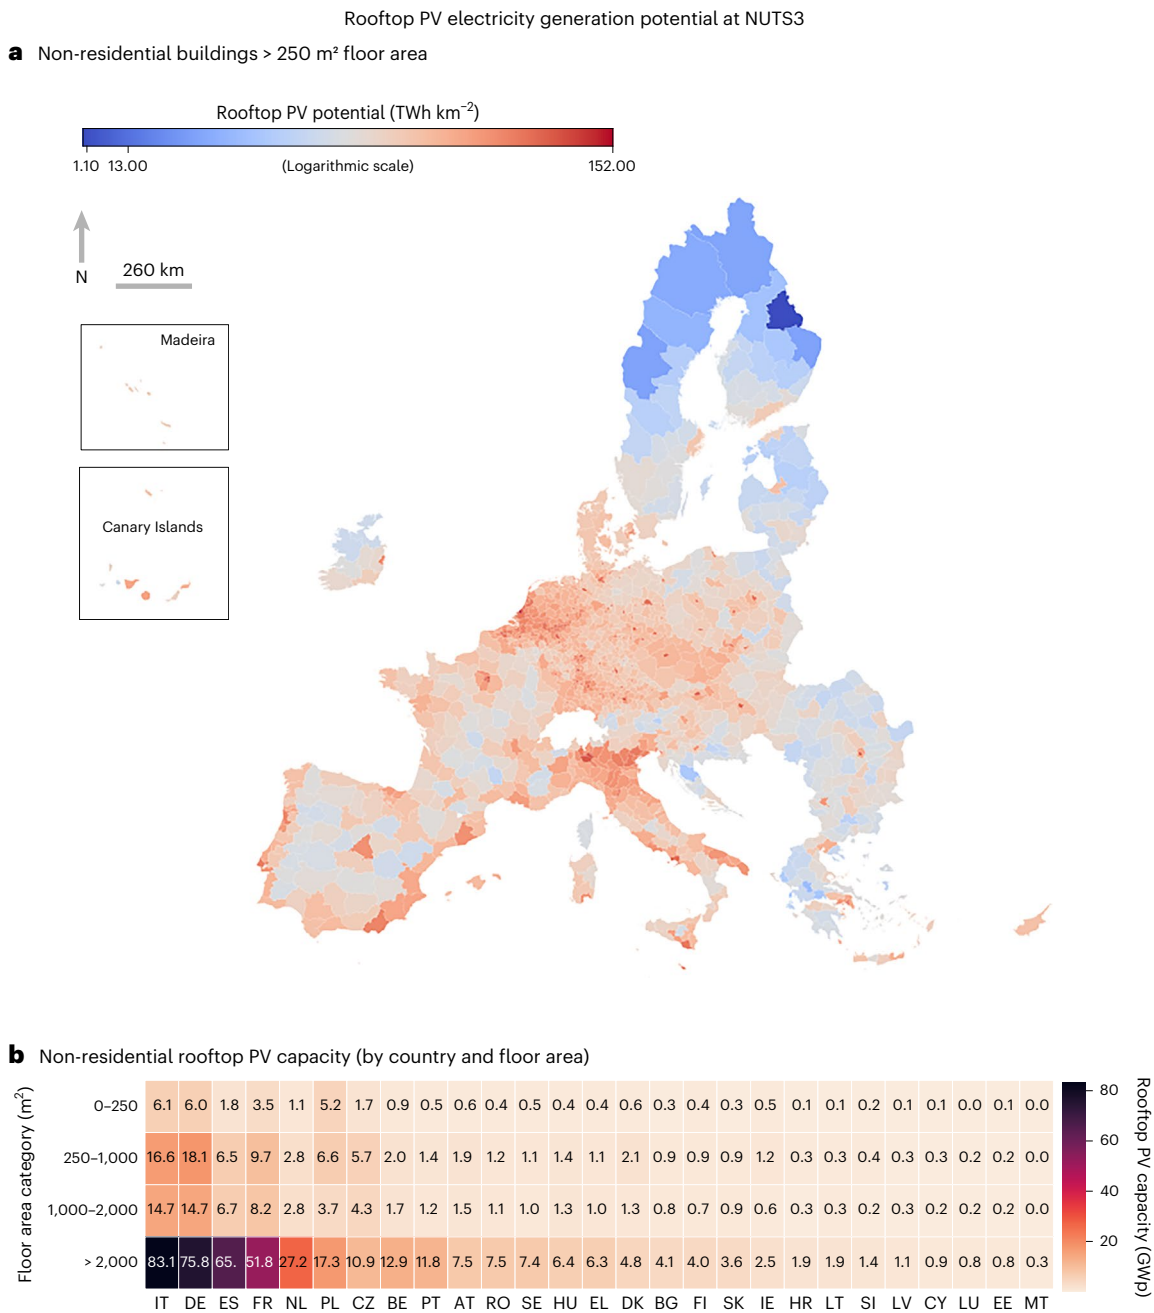 Rooftop PV electricity generation potential at NUTS3
a Non-residential buildings > 250 m² floor area
Rooftop PV potential (TWh km⁻²)
1.10 13.00 (Logarithmic scale) 152.00
N
260 km
Madeira
Canary Islands
b Non-residential rooftop PV capacity (by country and floor area)
Floor area category (m²)
0–250 6.1 6.0 1.8 3.5 1.1 5.2 1.7 0.9 0.5 0.6 0.4 0.5 0.4 0.4 0.6 0.3 0.4 0.3 0.5 0.1 0.1 0.2 0.1 0.1 0.0 0.1 0.0
250–1,000 16.6 18.1 6.5 9.7 2.8 6.6 5.7 2.0 1.4 1.9 1.2 1.1 1.4 1.1 2.1 0.9 0.9 0.9 1.2 0.3 0.3 0.4 0.3 0.3 0.2 0.2 0.0
1,000–2,000 14.7 14.7 6.7 8.2 2.8 3.7 4.3 1.7 1.2 1.5 1.1 1.0 1.3 1.0 1.3 0.8 0.7 0.9 0.6 0.3 0.3 0.2 0.2 0.3 0.2 0.2 0.0
> 2,000 83.1 75.8 65. 51.8 27.2 17.3 10.9 12.9 11.8 7.5 7.5 7.4 6.4 6.3 4.8 4.1 4.0 3.6 2.5 1.9 1.9 1.4 1.1 0.9 0.8 0.8 0.3
IT DE ES FR NL PL CZ BE PT AT RO SE HU EL DK BG FI SK IE HR LT SI LV CY LU EE MT
80
60
40
20
Rooftop PV capacity (GWp)